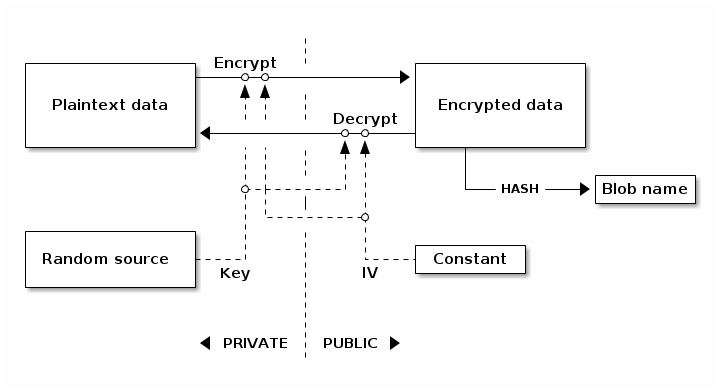 Encrypt
Plaintext data
Encrypted data
Decrypt
HASH
Blob name
Random source
Constant
Key
IV
PRIVATE
PUBLIC